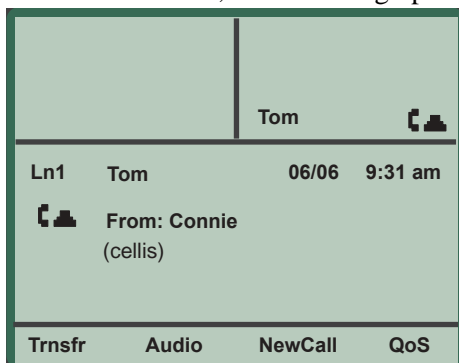 Tom
Ln1 Tom 06/06 9:31 am
From: Connie
(cellis)
Trnsfr Audio NewCall QoS